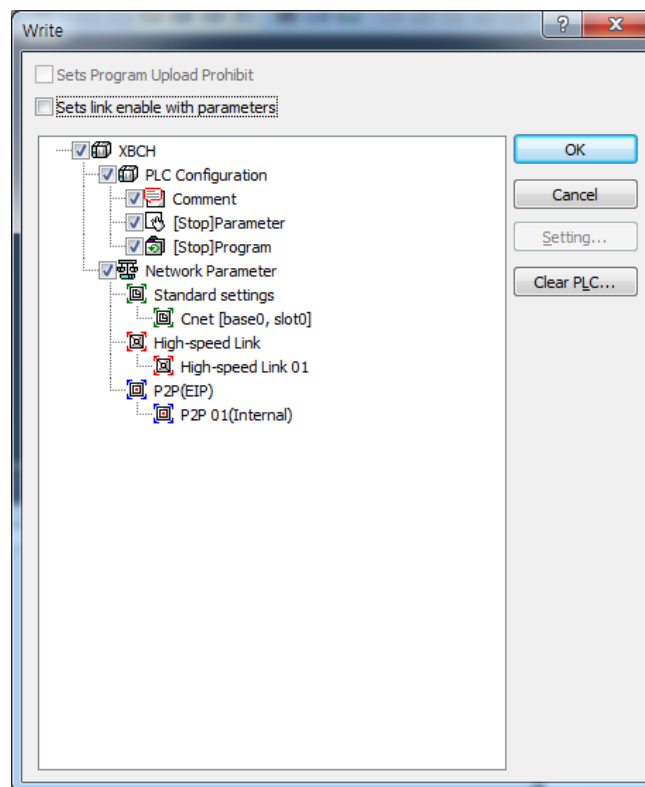 Write
Sets Program Upload Prohibit
Sets link enable with parameters
XBCH
PLC Configuration
Comment
[Stop]Parameter
[Stop]Program
Network Parameter
Standard settings
Cnet [base0, slot0]
High-speed Link
High-speed Link 01
P2P(EIP)
P2P 01(Internal)
OK
Cancel
Setting...
Clear PLC...